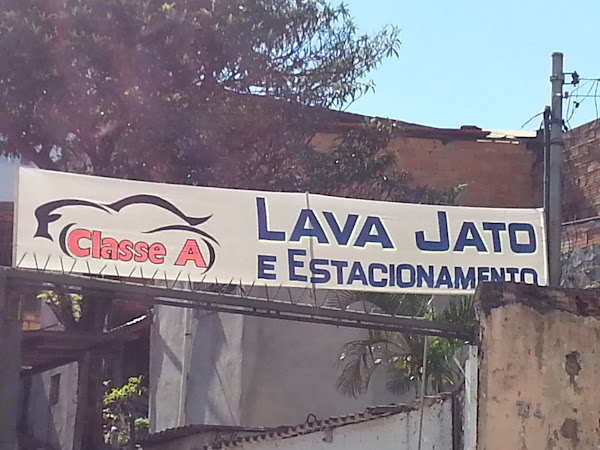 Classe A
LAVA JATO
E ESTACIONAMENTO